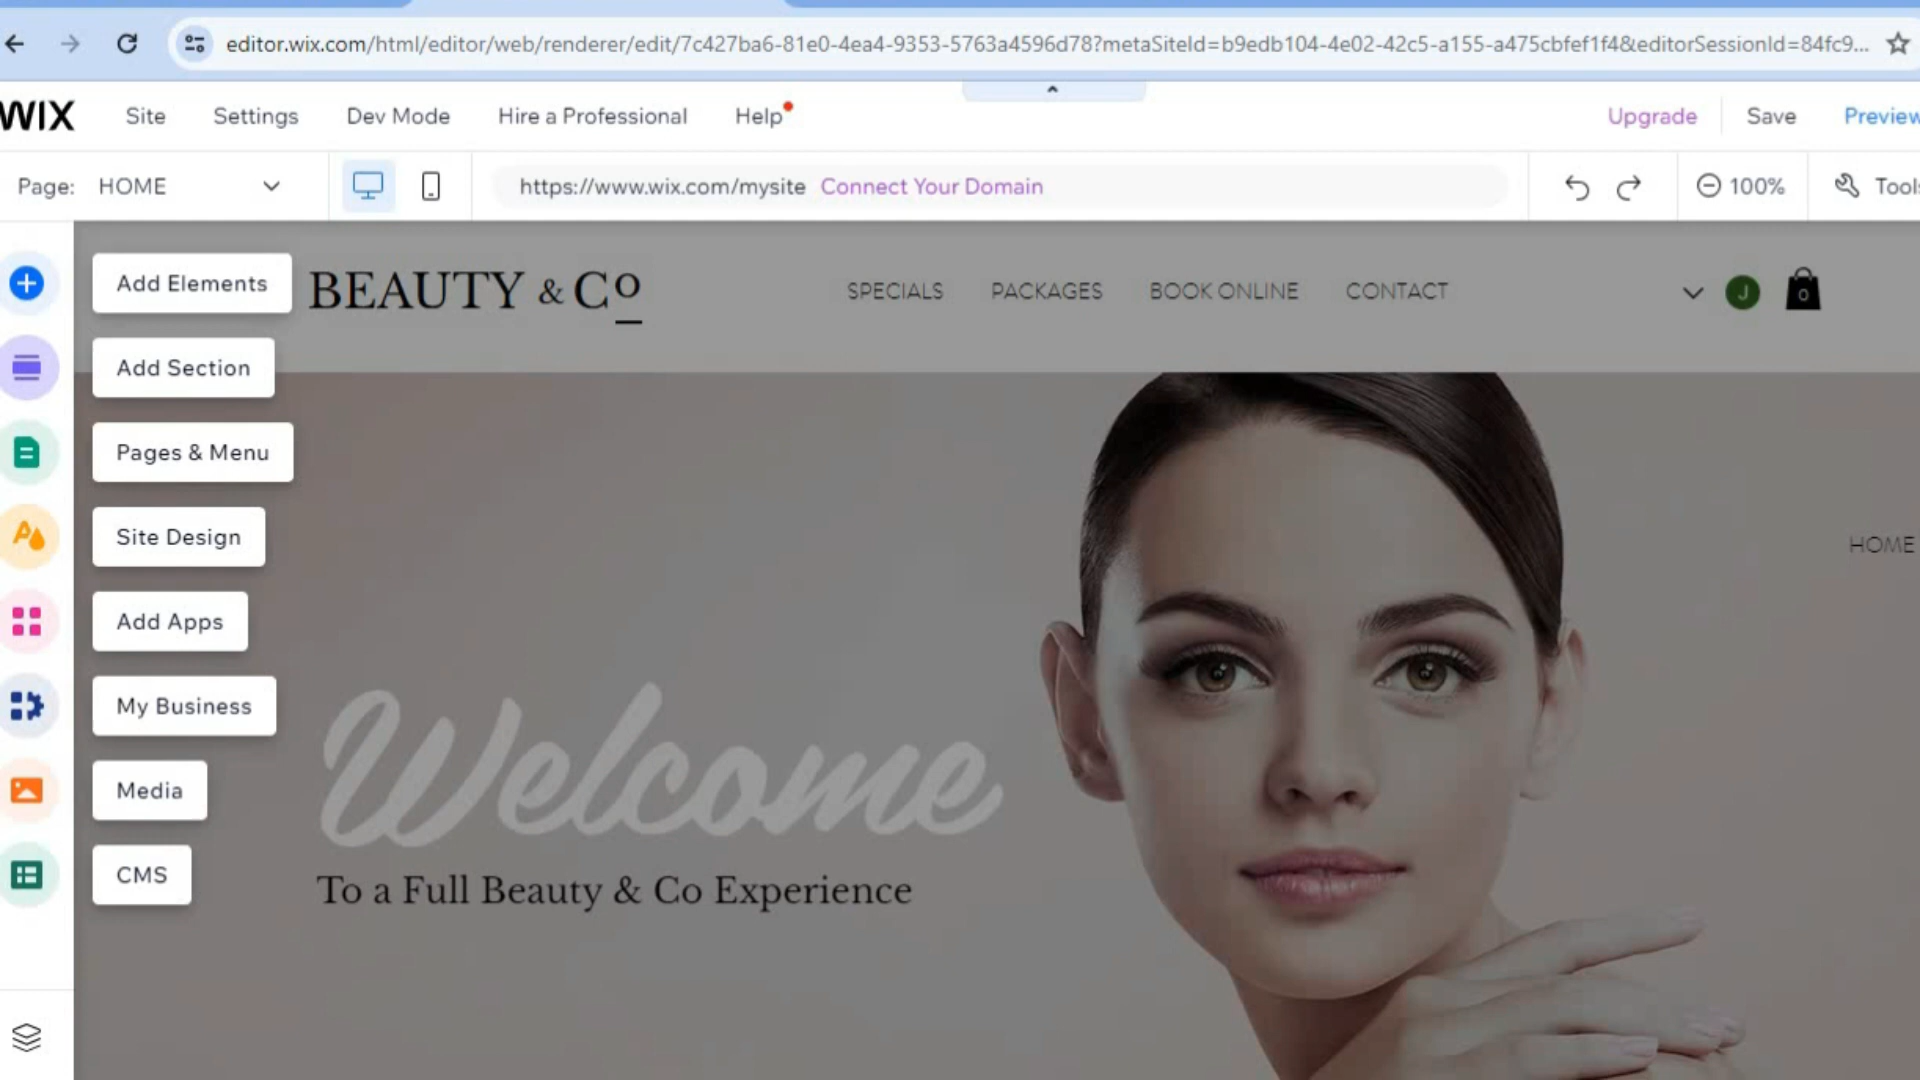 editor.wix.com/html/editor/web/renderer/edit/7c427ba6-81e0-4ea4-9353-5763a4596d78?metaSiteId=b9edb104-4e02-42c5-a155-a475cbfef1f4&editorSessionId=84fc9...
WIX Site Settings Dev Mode Hire a Professional Help Upgrade Save Preview
Page: HOME https://www.wix.com/mysite Connect Your Domain 100% Tools
Add Elements
BEAUTY & Co
SPECIALS PACKAGES BOOK ONLINE CONTACT
J
0
Add Section
Pages & Menu
Site Design
HOME
Add Apps
My Business
Welcome
Media
To a Full Beauty & Co Experience
CMS